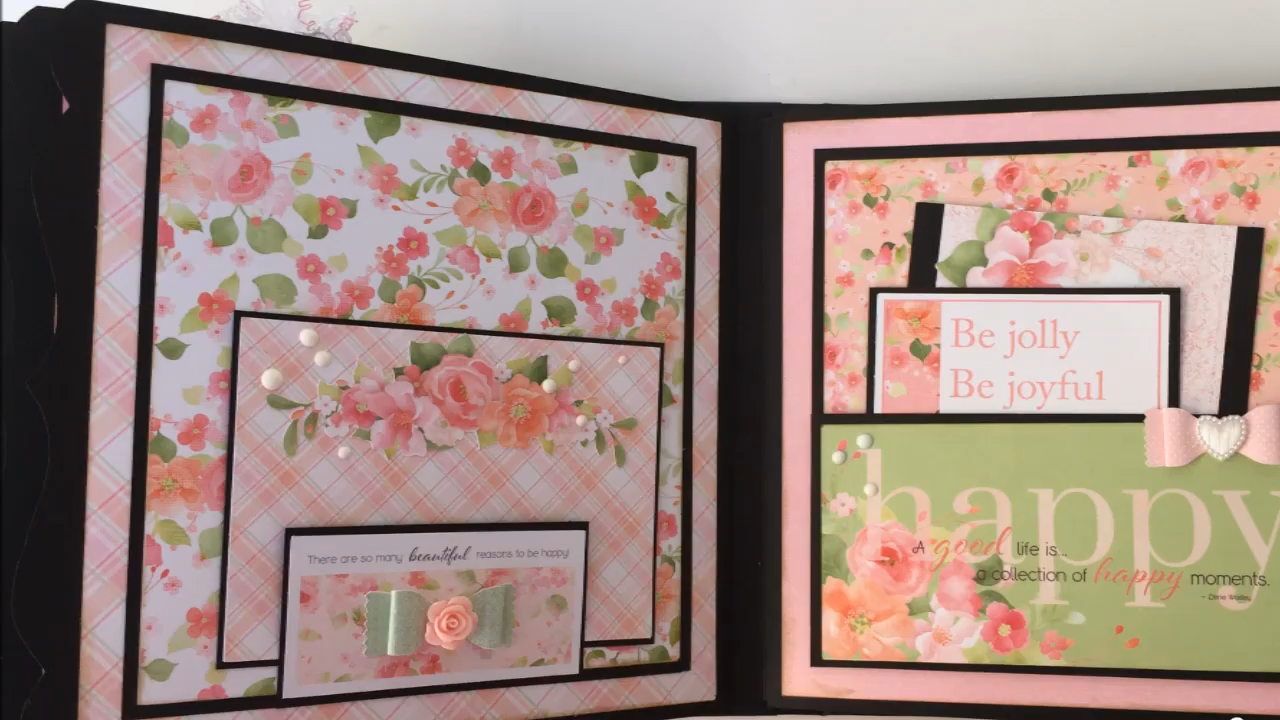 There are so many beautiful reasons to be happy!
Be jolly
Be joyful
happy
A good life is...
a collection of happy moments.